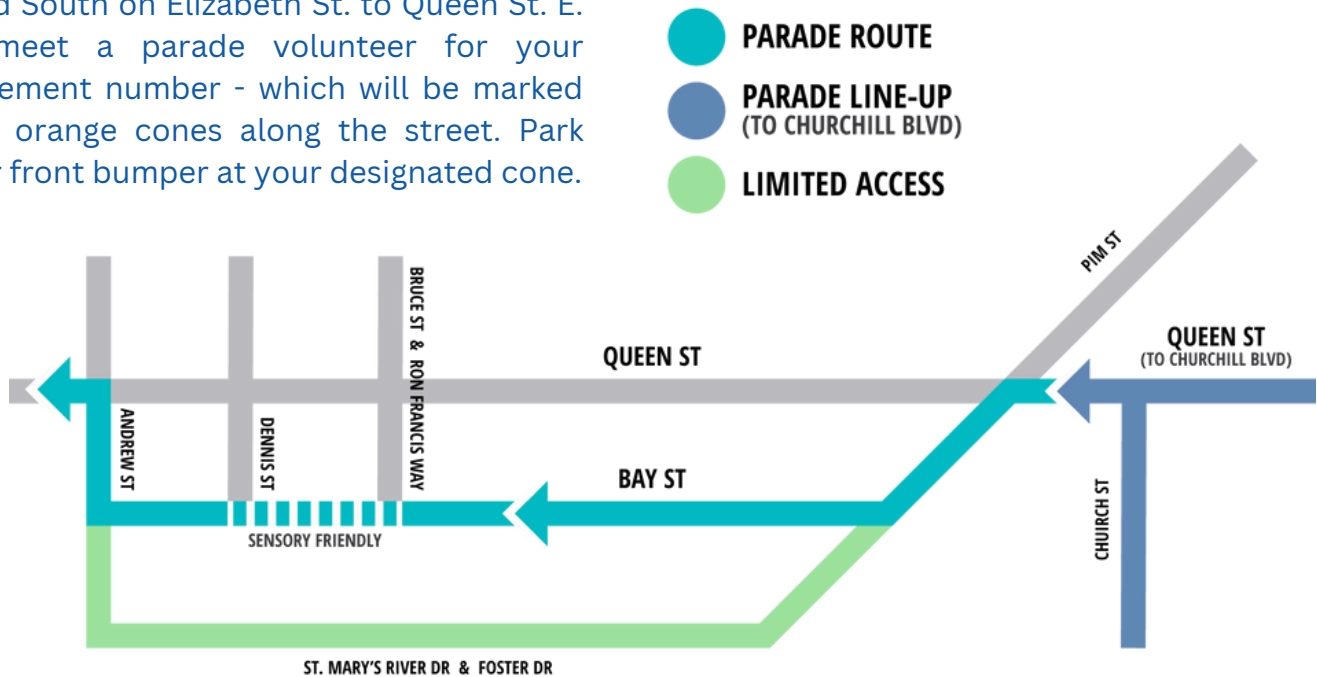 South on Elizabeth St. to Queen St. E.
meet a parade volunteer for your
number - which will be marked
orange cones along the street. Park
front bumper at your designated cone.
PARADE ROUTE
PARADE LINE-UP
(TO CHURCHILL BLVD)
LIMITED ACCESS
PIM ST
QUEEN ST
(TO CHURCHILL BLVD)
QUEEN ST
BRUCE ST & RON FRANCIS WAY
ANDREW ST
DENNIS ST
BAY ST
SENSORY FRIENDLY
CHUIRCH ST
ST. MARY'S RIVER DR & FOSTER DR